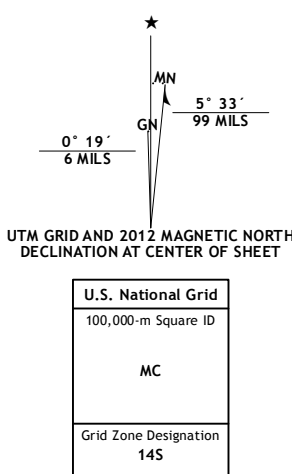 MN
GN
5° 33´
99 MILS
0° 19´
6 MILS
UTM GRID AND 2012 MAGNETIC NORTH
DECLINATION AT CENTER OF SHEET
U.S. National Grid
100,000-m Square ID
MC
Grid Zone Designation
14S